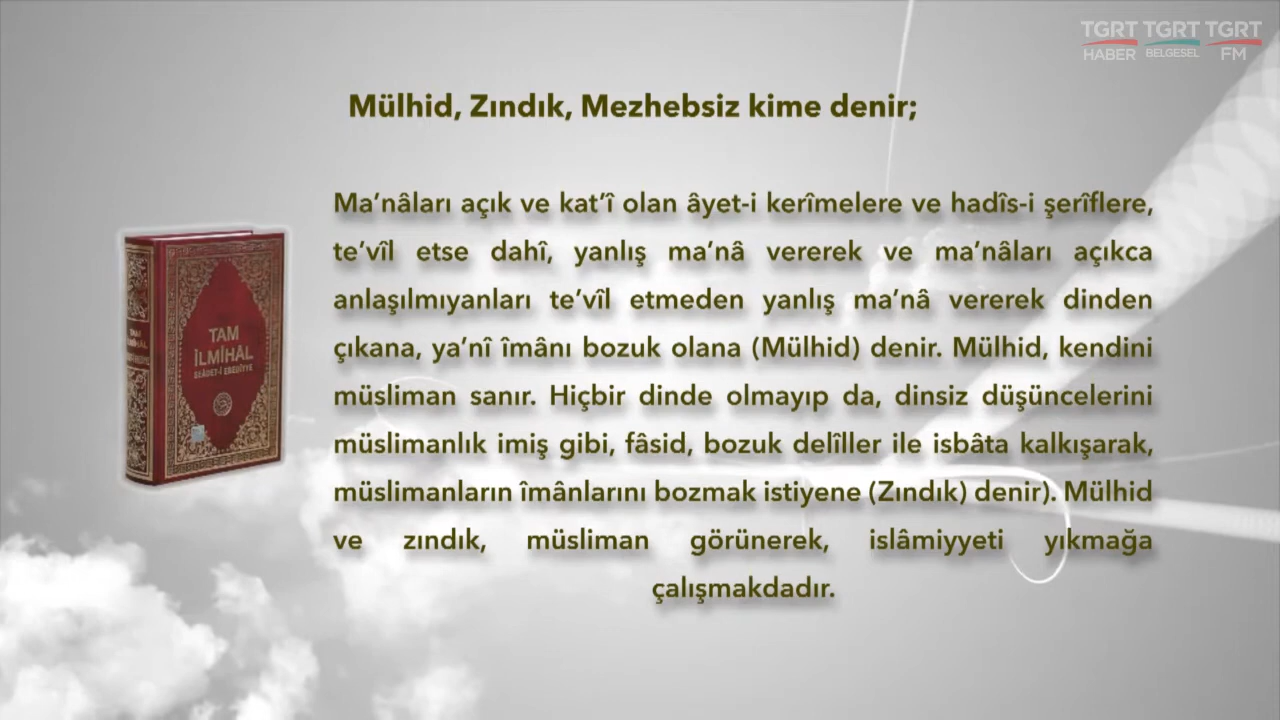 TGRT TGRT TGRT
HABER BELGESEL FM
Mülhid, Zındık, Mezhebsiz kime denir;
Ma’nâları açık ve kat’î olan âyet-i kerîmelere ve hadîs-i şerîflere,
te’vîl etse dahî, yanlış ma’nâ vererek ve ma’nâları açıkca
anlaşılmıyanları te’vîl etmeden yanlış ma’nâ vererek dinden
çıkana, ya’nî îmânı bozuk olana (Mülhid) denir. Mülhid, kendini
müsliman sanır. Hiçbir dinde olmayıp da, dinsiz düşüncelerini
müslimanlık imiş gibi, fâsid, bozuk delîller ile isbâta kalkışarak,
müslimanların îmânlarını bozmak istiyene (Zındık) denir). Mülhid
ve zındık, müsliman görünerek, islâmiyyeti yıkmağa
çalışmakdadır.
TAM
İLMİHÂL
SEÂDET-İ EBEDİYYE